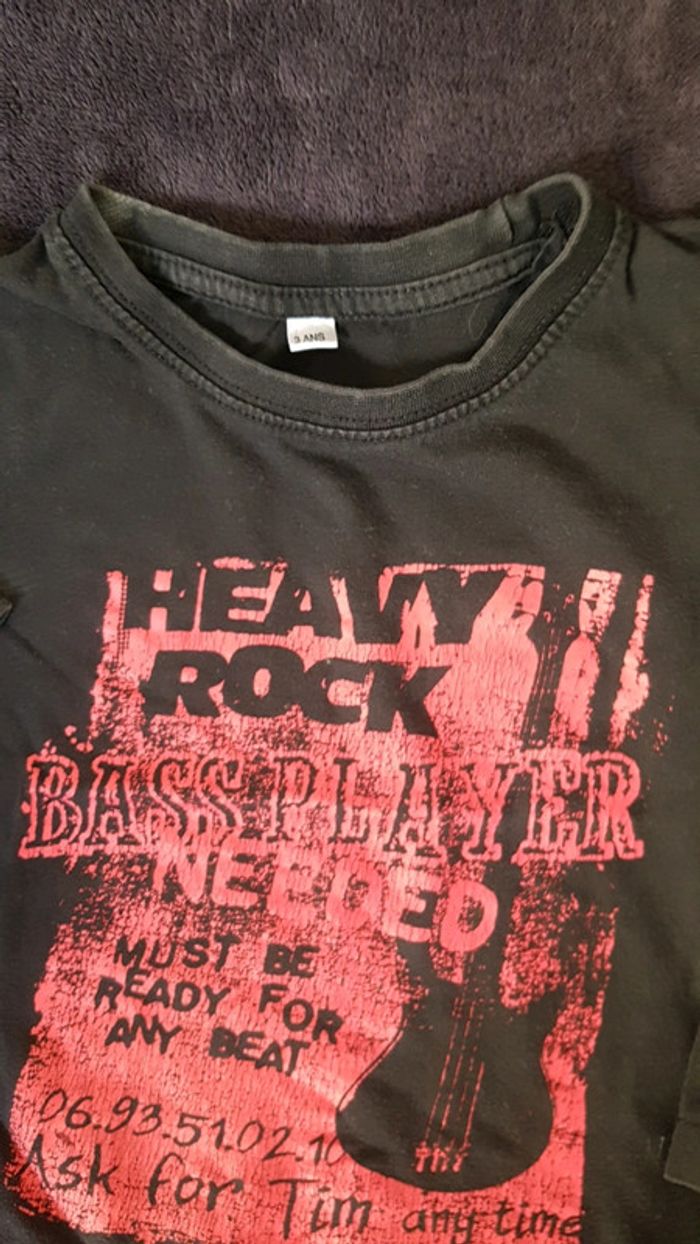 3 ANS
HEAVY
ROCK
BASS PLAYER
NEEDED
MUST BE
READY FOR
ANY BEAT
06.93.51.02.10
Ask for Tim any time